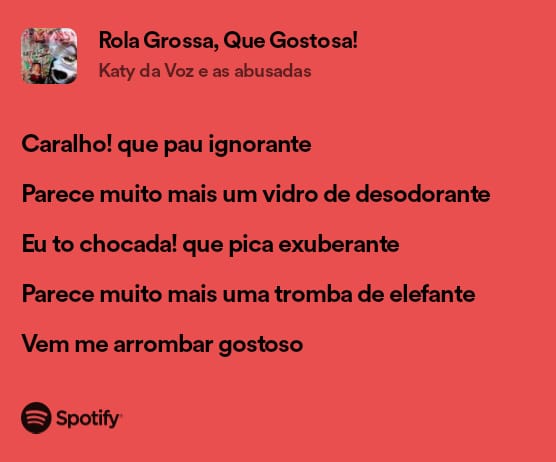 Rola Grossa, Que Gostosa!
Katy da Voz e as abusadas
Caralho! que pau ignorante
Parece muito mais um vidro de desodorante
Eu to chocada! que pica exuberante
Parece muito mais uma tromba de elefante
Vem me arrombar gostoso
Spotify